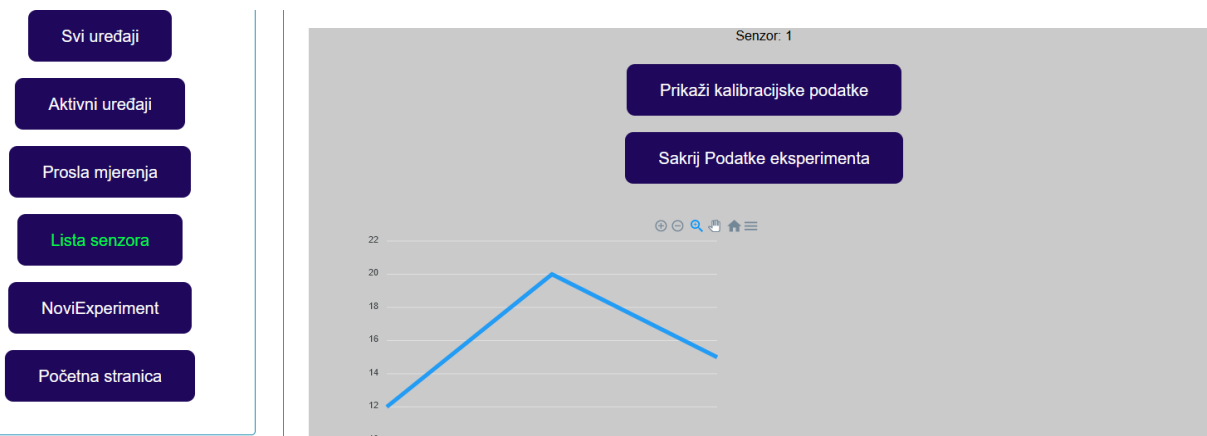 Svi uređaji
Aktivni uređaji
Prosla mjerenja
Lista senzora
NoviExperiment
Početna stranica
Senzor: 1
Prikaži kalibracijske podatke
Sakrij Podatke eksperimenta
22
20
18
16
14
12